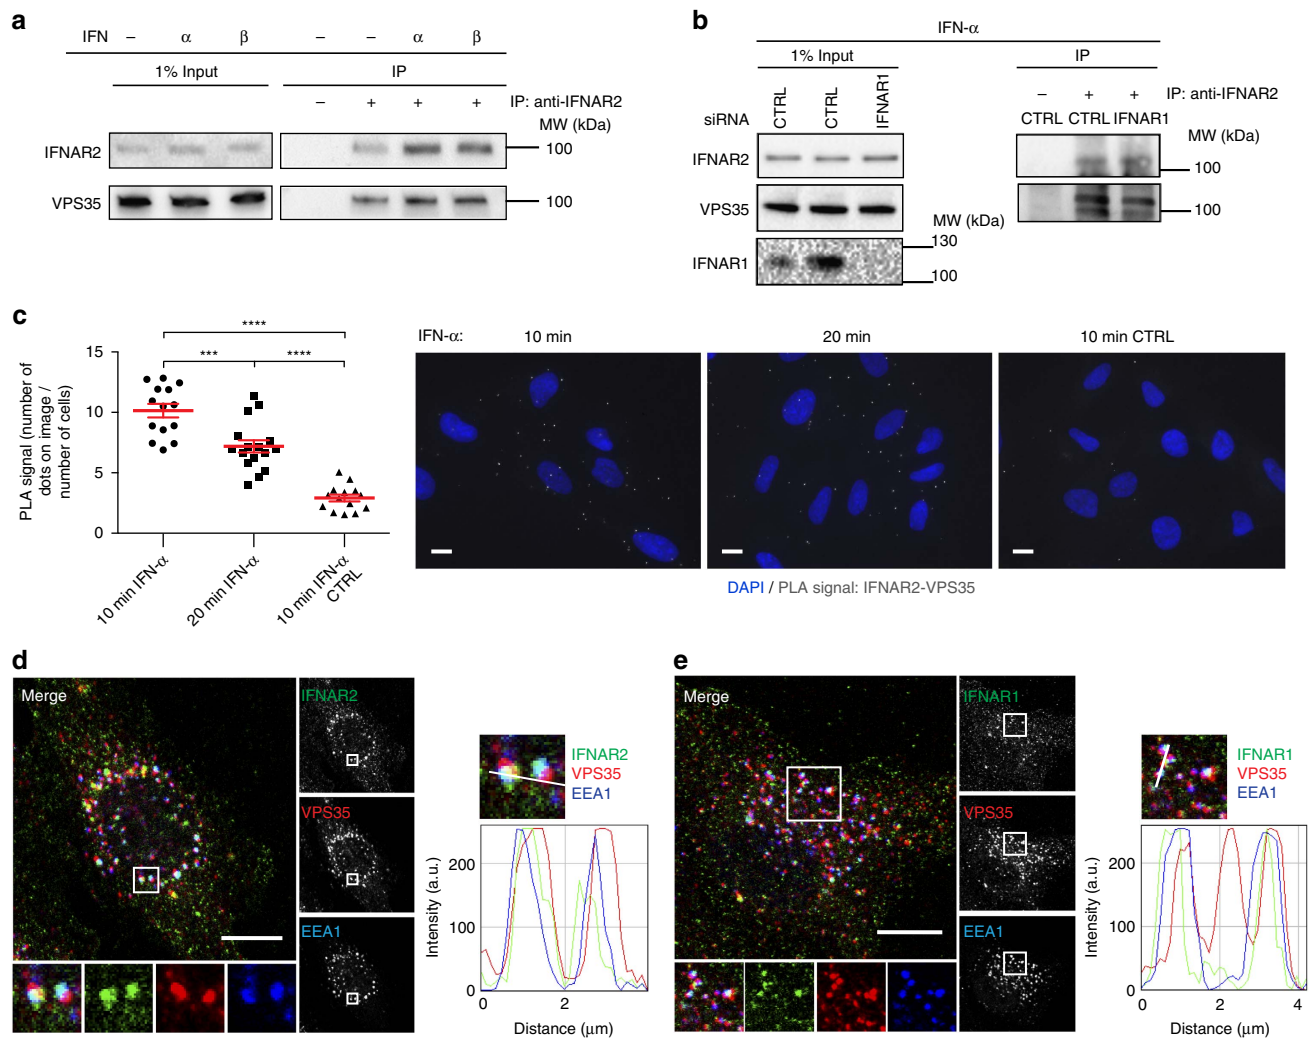 a
IFN – α β – – α β
1% Input IP
– + + + IP: anti-IFNAR2
MW (kDa)
IFNAR2 100
VPS35 100
b
IFN-α
1% Input IP
siRNA CTRL CTRL IFNAR1
– + + IP: anti-IFNAR2
CTRL CTRL IFNAR1
MW (kDa)
IFNAR2 100
VPS35 100
MW (kDa)
IFNAR1 130
100
c
PLA signal (number of
dots on image /
number of cells)
15
10
5
0
****
*** ****
10 min IFN-α
20 min IFN-α
10 min IFN-α
CTRL
IFN-α: 10 min 20 min 10 min CTRL
DAPI / PLA signal: IFNAR2-VPS35
d
Merge
IFNAR2
VPS35
EEA1
IFNAR2
VPS35
EEA1
Intensity (a.u.)
200
100
0
0 2
Distance (μm)
e
Merge
IFNAR1
VPS35
EEA1
IFNAR1
VPS35
EEA1
Intensity (a.u.)
200
100
0
0 2 4
Distance (μm)